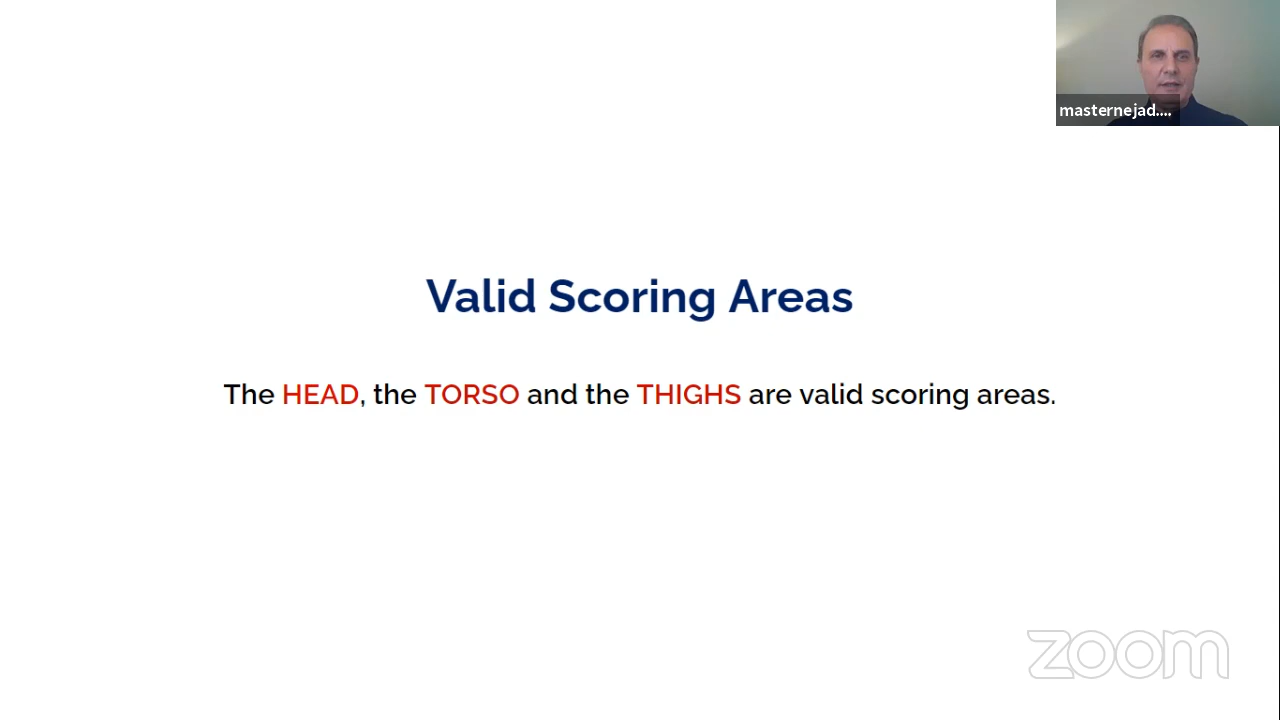 masternejad....
Valid Scoring Areas
The HEAD, the TORSO and the THIGHS are valid scoring areas.
zoom